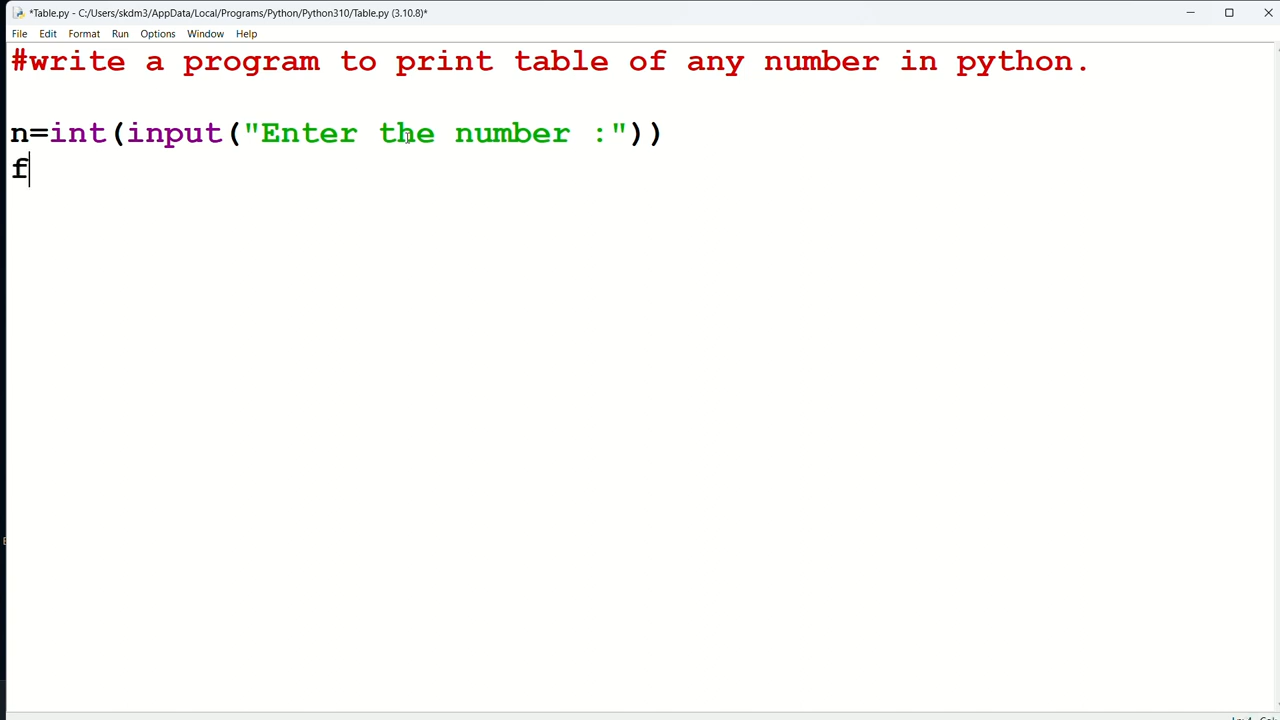 *Table.py - C:/Users/skdm3/AppData/Local/Programs/Python/Python310/Table.py (3.10.8)*
File Edit Format Run Options Window Help
#write a program to print table of any number in python.
n=int(input("Enter the number :"))
f